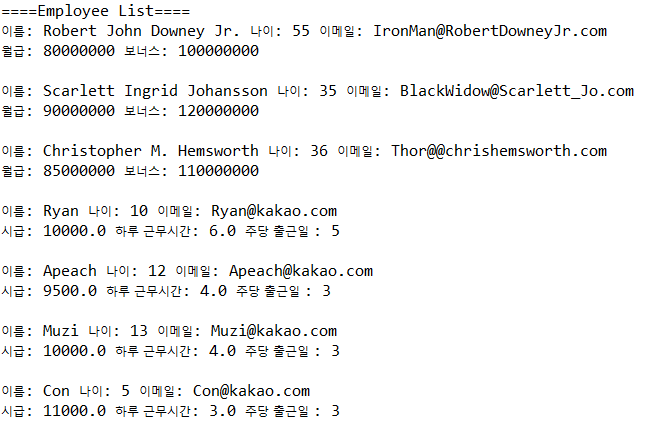 ====Employee List====
이름: Robert John Downey Jr. 나이: 55 이메일: IronMan@RobertDowneyJr.com
월급: 80000000 보너스: 100000000
이름: Scarlett Ingrid Johansson 나이: 35 이메일: BlackWidow@Scarlett_Jo.com
월급: 90000000 보너스: 120000000
이름: Christopher M. Hemsworth 나이: 36 이메일: Thor@@chrishemsworth.com
월급: 85000000 보너스: 110000000
이름: Ryan 나이: 10 이메일: Ryan@kakao.com
시급: 10000.0 하루 근무시간: 6.0 주당 출근일 : 5
이름: Apeach 나이: 12 이메일: Apeach@kakao.com
시급: 9500.0 하루 근무시간: 4.0 주당 출근일 : 3
이름: Muzi 나이: 13 이메일: Muzi@kakao.com
시급: 10000.0 하루 근무시간: 4.0 주당 출근일 : 3
이름: Con 나이: 5 이메일: Con@kakao.com
시급: 11000.0 하루 근무시간: 3.0 주당 출근일 : 3